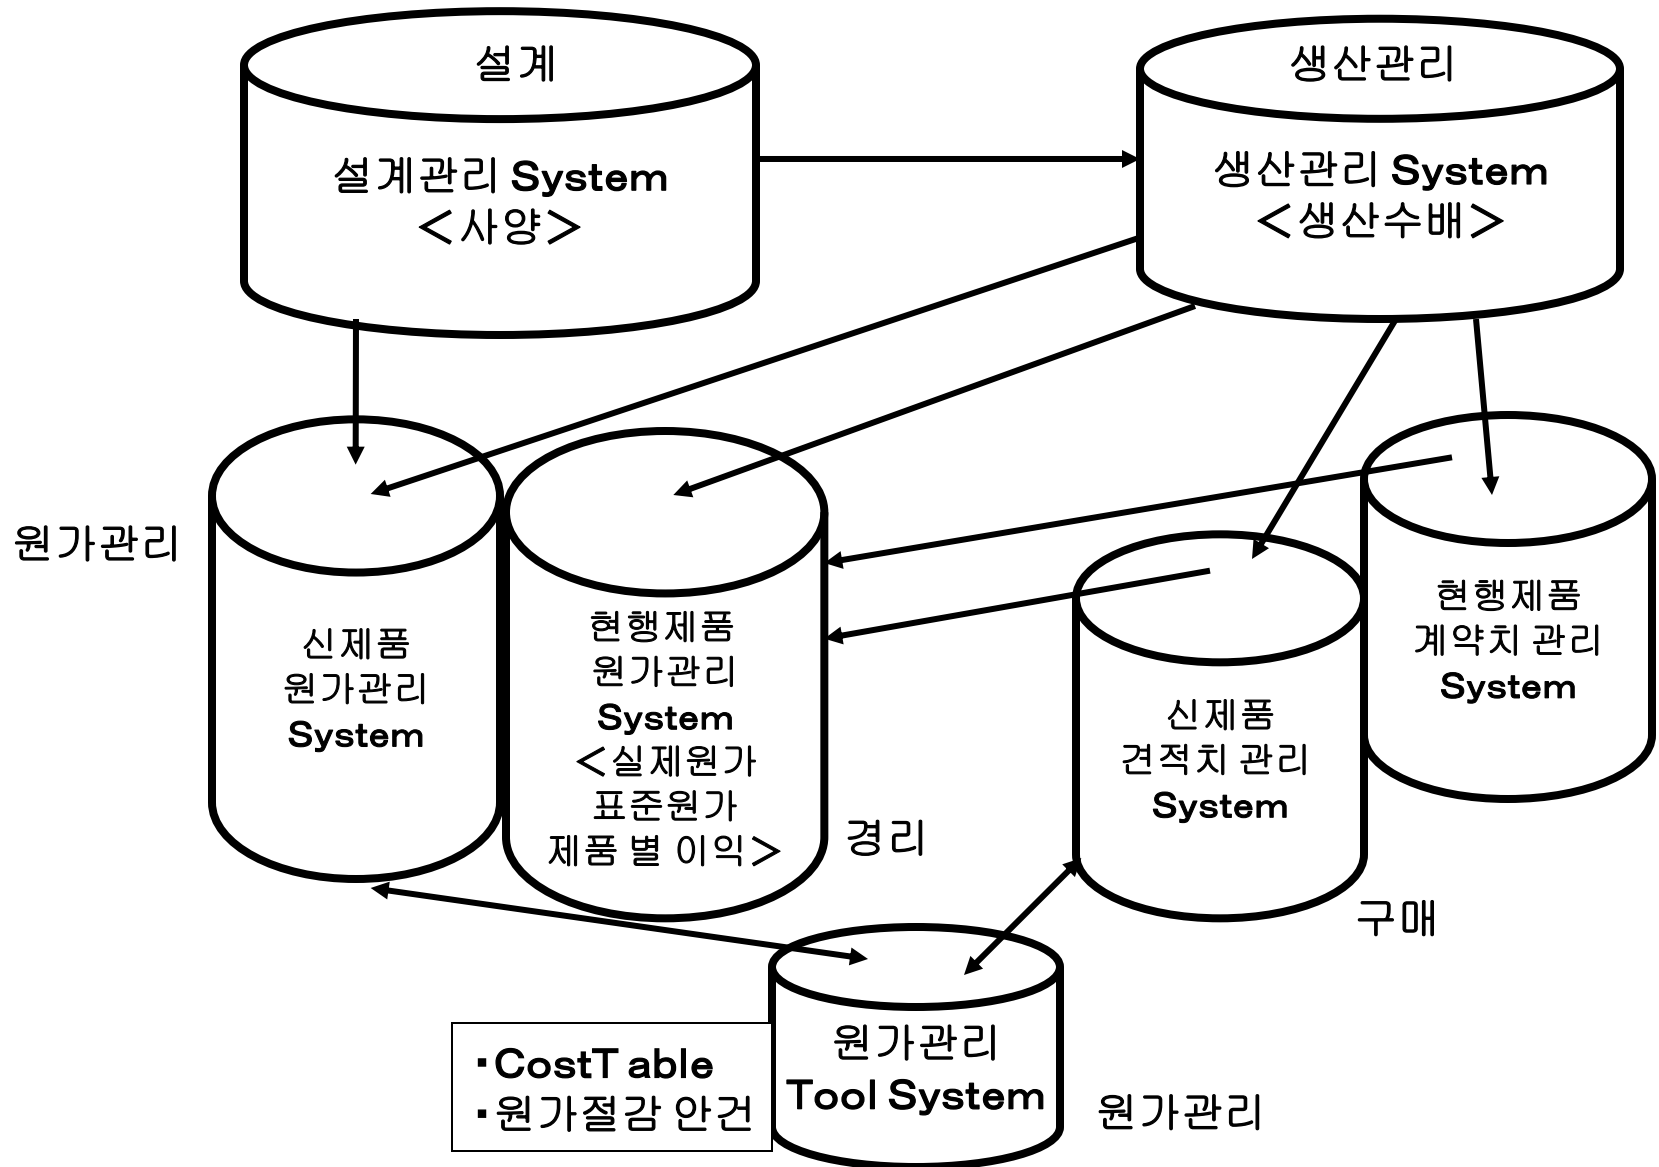 설계
설계관리 System
<사양>
생산관리
생산관리 System
<생산수배>
원가관리
신제품
원가관리
System
현행제품
원가관리
System
<실제원가
표준원가
제품 별 이익>
경리
신제품
견적치 관리
System
현행제품
계약치 관리
System
구매
·CostT able
·원가절감 안건
원가관리
Tool System
원가관리